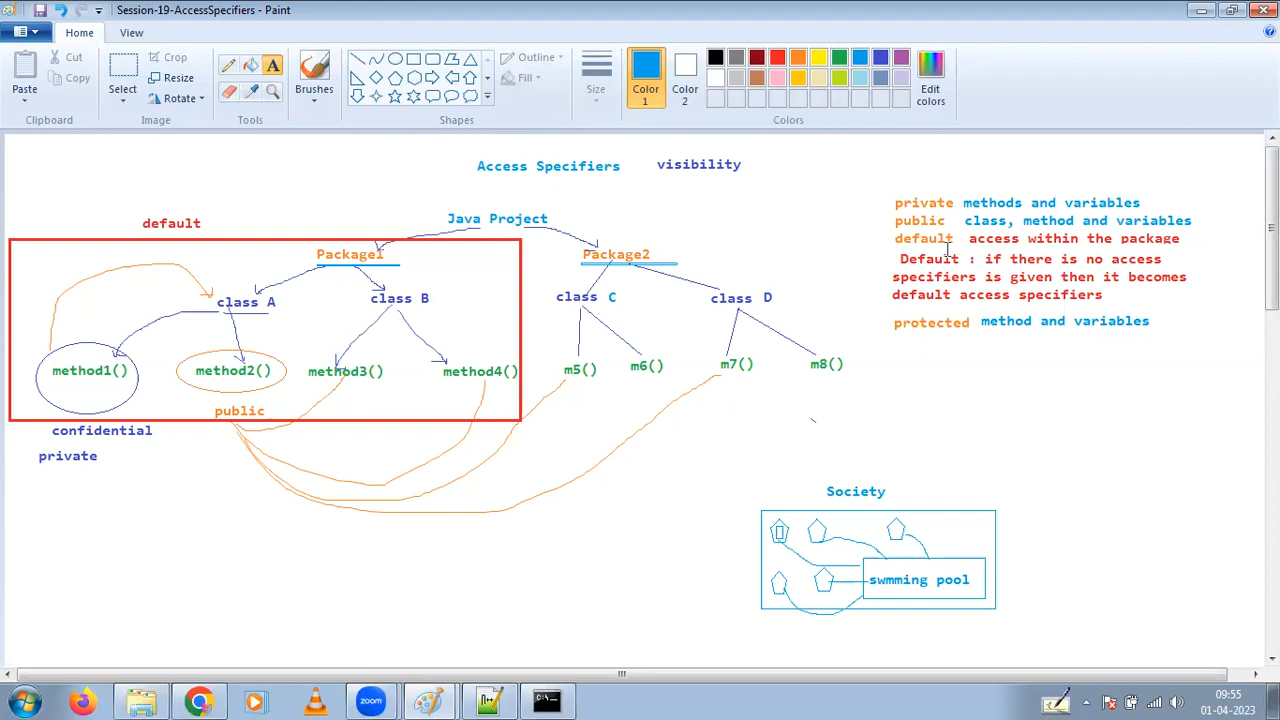 Session-19-AccessSpecifiers - Paint
Home
View
Paste
Cut
Copy
Clipboard
Select
Crop
Resize
Rotate
Image
A
Tools
Brushes
Outline
Fill
Shapes
Size
Color 1
Color 2
Edit colors
Colors
Access Specifiers visibility
default
Java Project
Package1
Package2
class A
class B
class C
class D
method1()
method2()
method3()
method4()
m5()
m6()
m7()
m8()
public
confidential
private
private methods and variables
public class, method and variables
default access within the package
Default : if there is no access
specifiers is given then it becomes
default access specifiers
protected method and variables
Society
swmming pool
zoom
09:55
01-04-2023